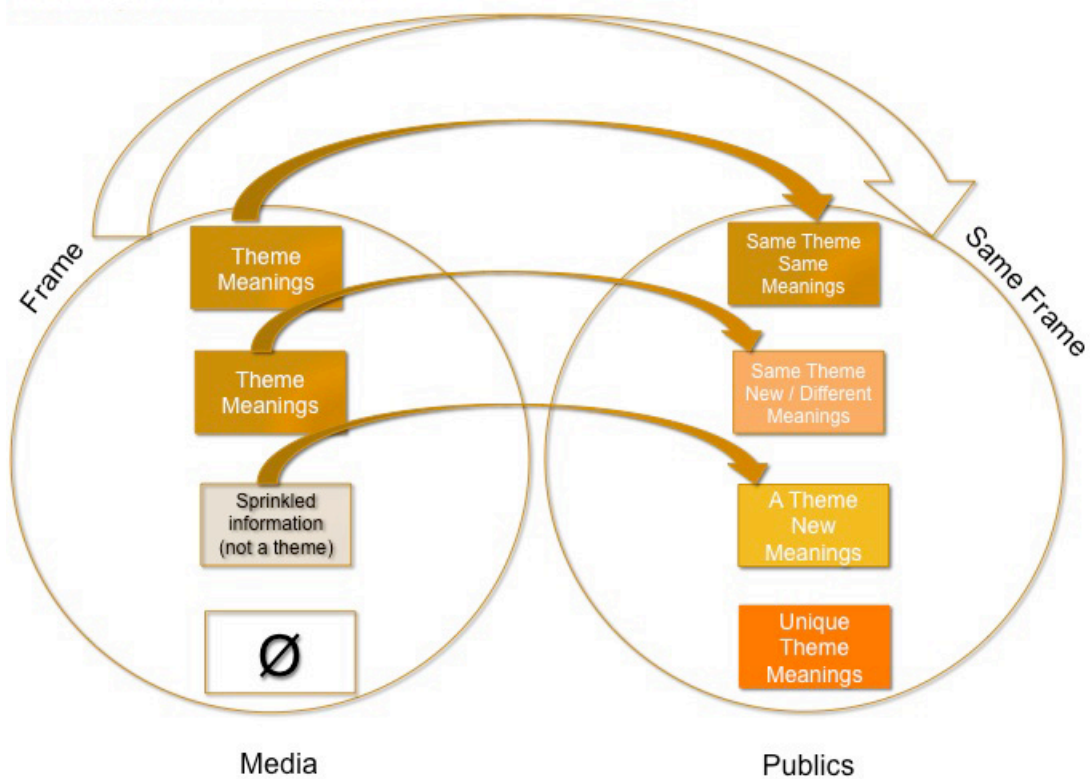 Frame
Same Frame
Theme
Meanings
Same Theme
Same
Meanings
Theme
Meanings
Same Theme
New / Different
Meanings
Sprinkled
information
(not a theme)
A Theme
New
Meanings
Ø
Unique
Theme
Meanings
Media
Publics